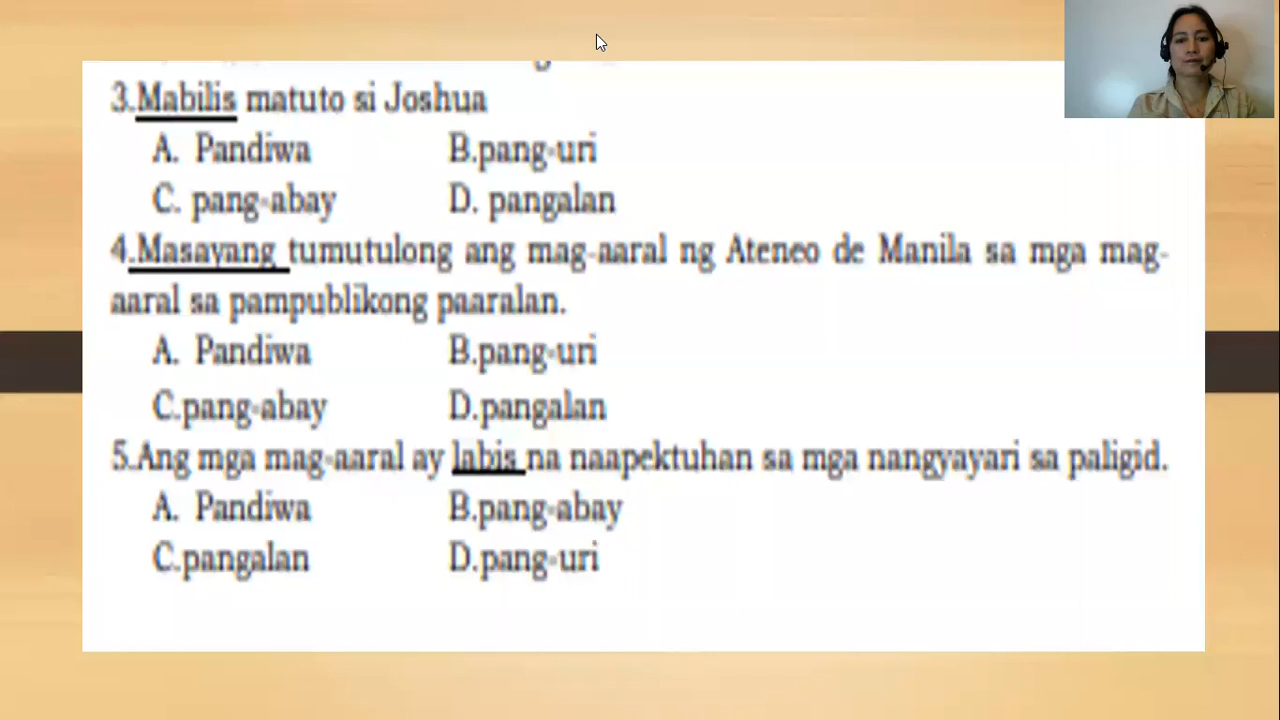 3.Mabilis matuto si Joshua
A. Pandiwa B.pang-uri
C. pang-abay D. pangalan
4.Masayang tumutulong ang mag-aaral ng Ateneo de Manila sa mga mag-
aaral sa pampublikong paaralan.
A. Pandiwa B.pang-uri
C.pang-abay D.pangalan
5.Ang mga mag-aaral ay labis na naapektuhan sa mga nangyayari sa paligid.
A. Pandiwa B.pang-abay
C.pangalan D.pang-uri